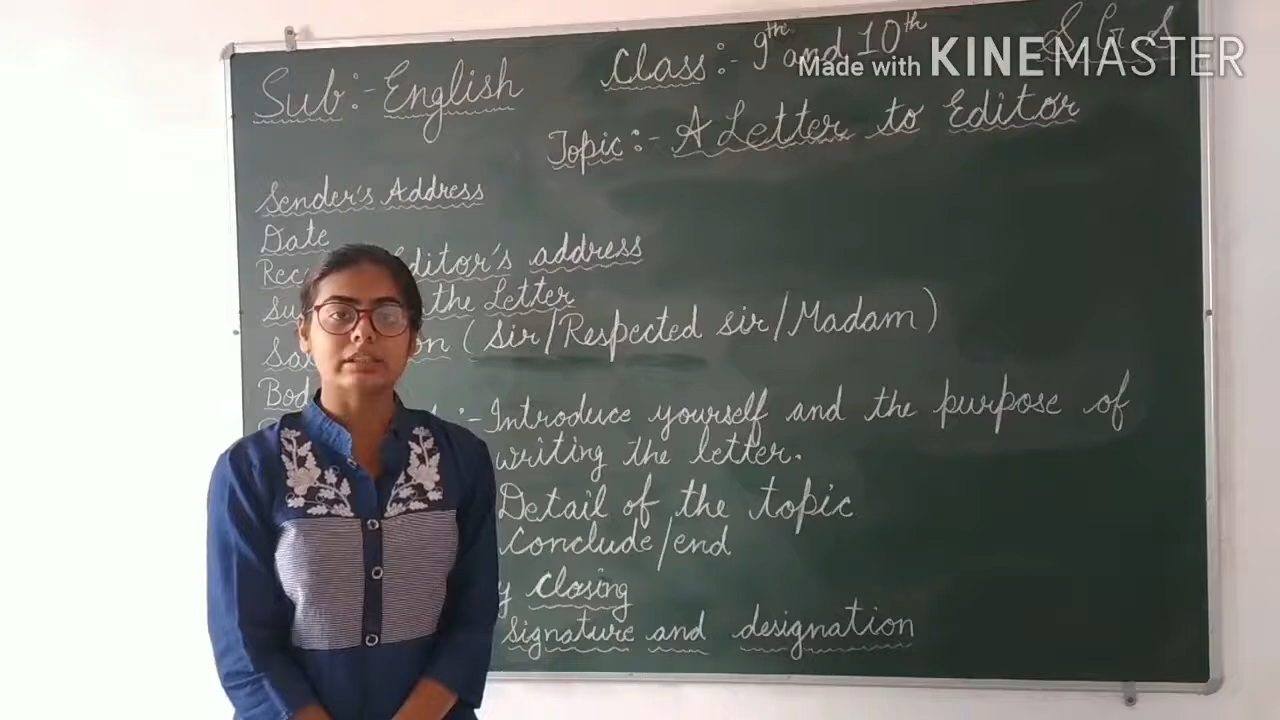 Sub:- English
Class:- 9th and 10th
S G S
Made with KINEMASTER
Topic:- A Letter to Editor
Sender's Address
Date
Editor's address
the Letter
(Sir/Respected sir/Madam)
:- Introduce yourself and the purpose of
writing the letter.
Detail of the topic
Conclude/end
Closing
Signature and designation